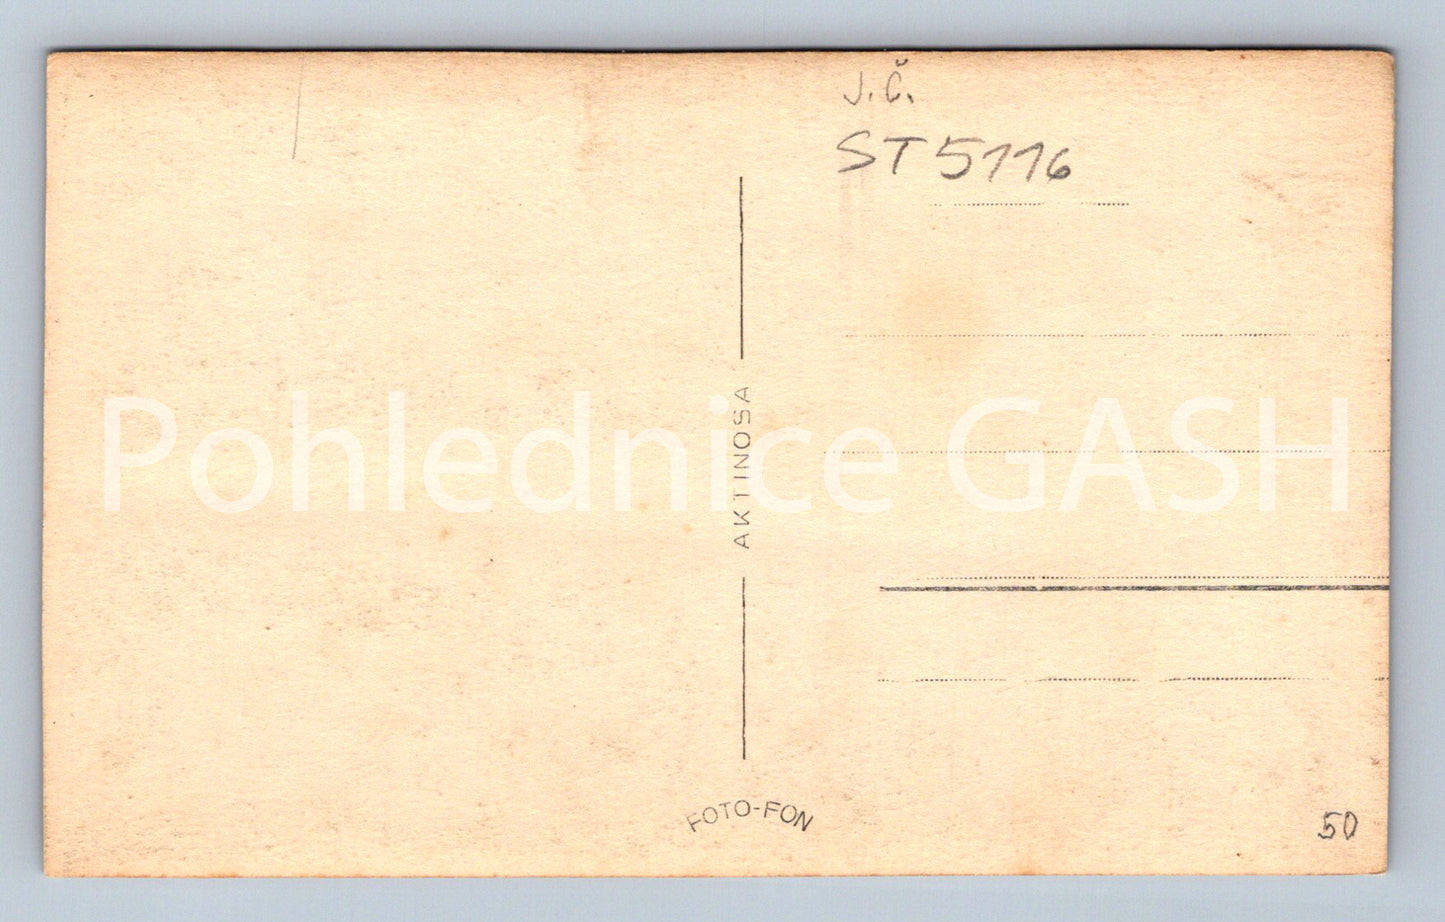 J.Č.
ST5116
AKTINOSA
Pohlednice GASH
FOTO-FON
50